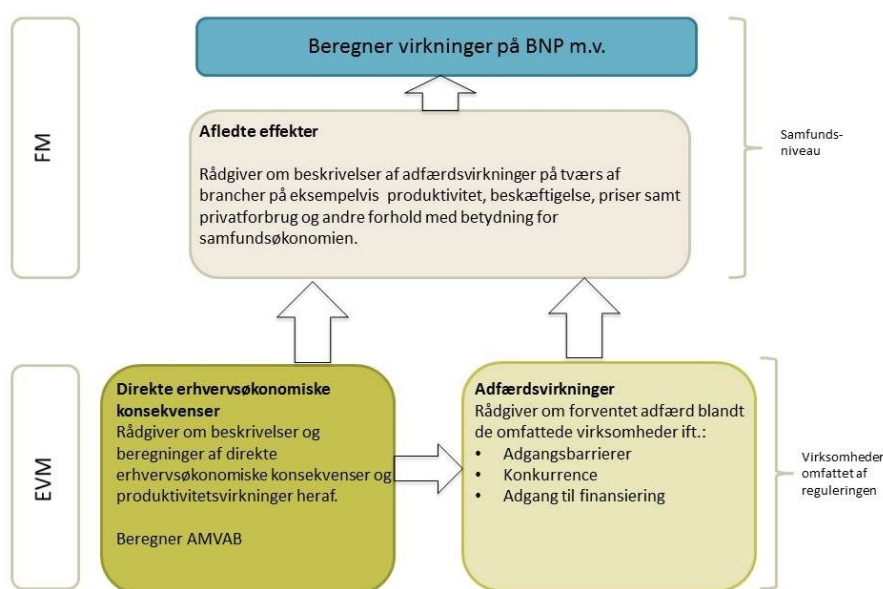 Beregner virkninger på BNP m.v.
FM
Afledte effekter
Rådgiver om beskrivelser af adfærdsvirkninger på tværs af
brancher på eksempelvis produktivitet, beskæftigelse, priser samt
privatforbrug og andre forhold med betydning for
samfundsøkonomien.
Samfunds-
niveau
EVM
Direkte erhvervsøkonomiske
konsekvenser
Rådgiver om beskrivelser og
beregninger af direkte
erhvervsøkonomiske konsekvenser og
produktivitetsvirkninger heraf.
Beregner AMVAB
Adfærdsvirkninger
Rådgiver om forventet adfærd blandt
de omfattede virksomheder ift.:
• Adgangsbarrierer
• Konkurrence
• Adgang til finansiering
Virksomheder
omfattet af
reguleringen